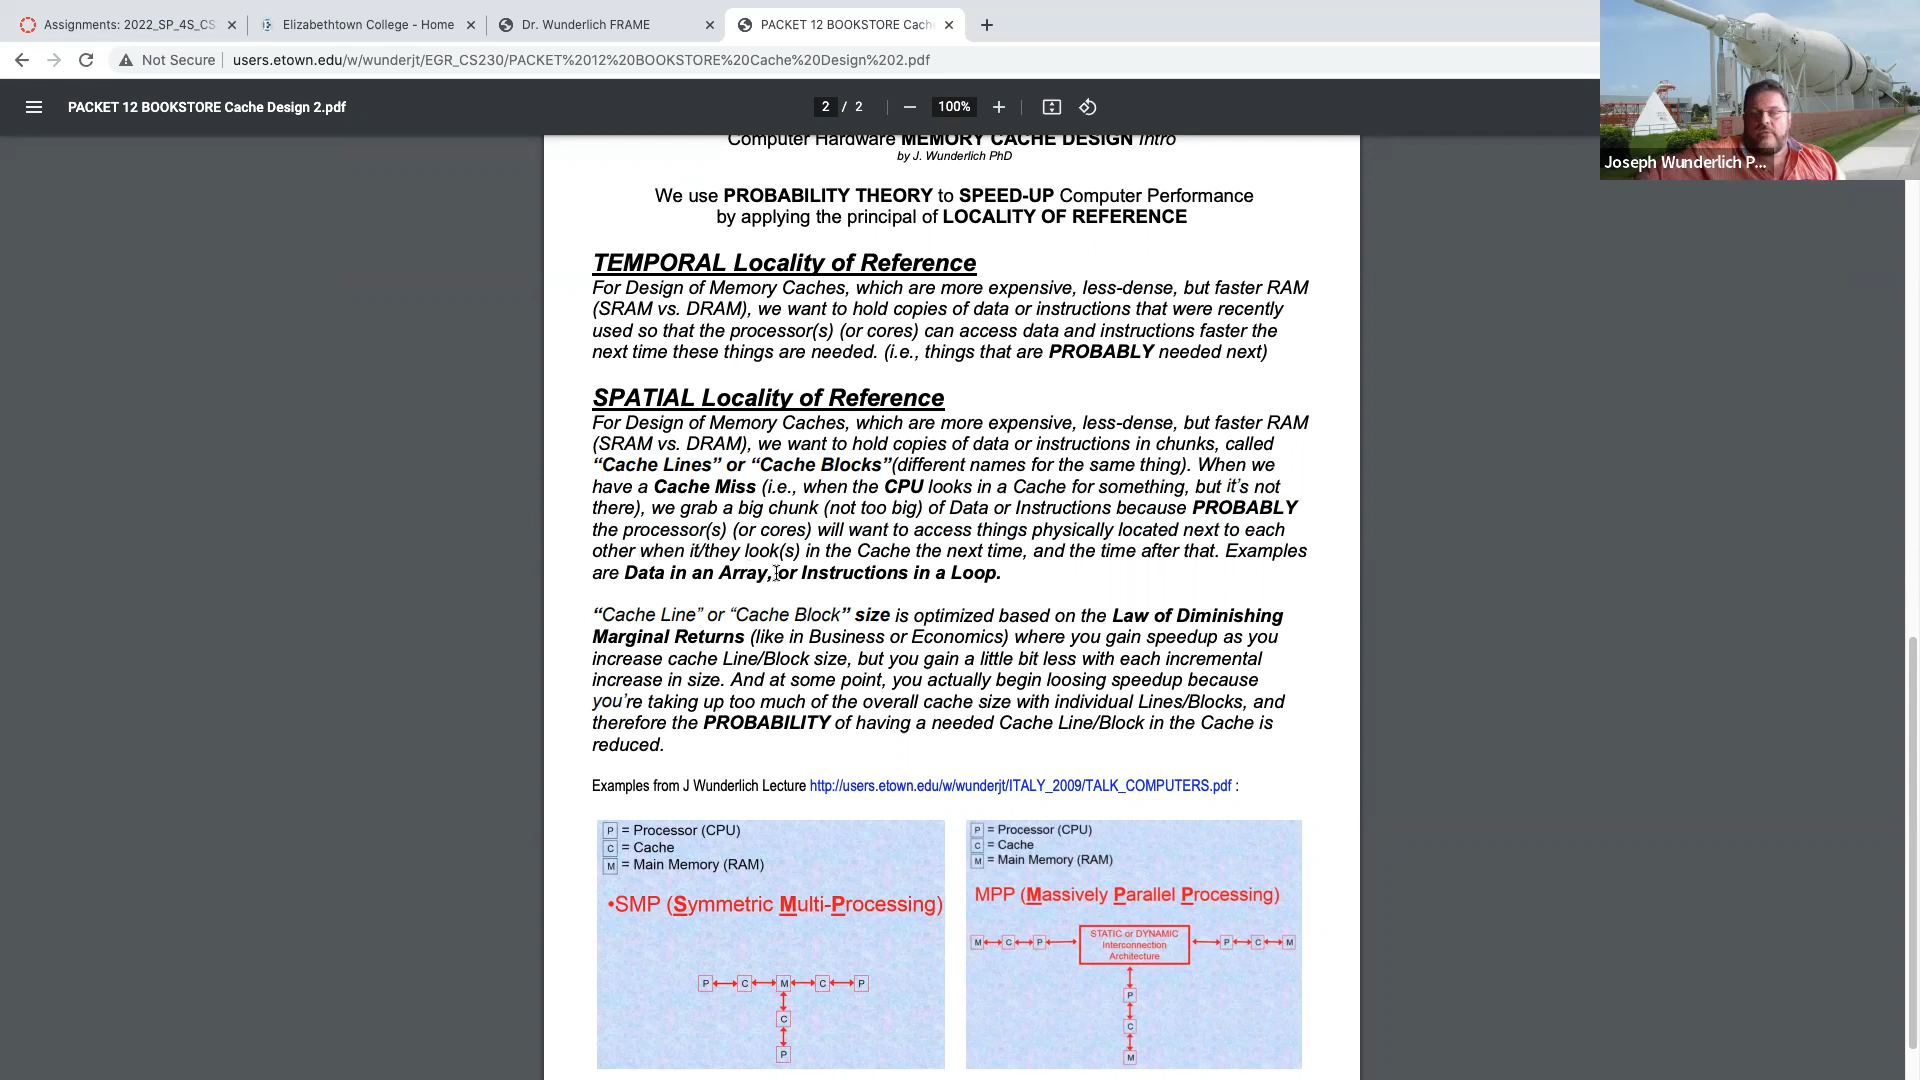 Assignments: 2022_SP_4S_CS
Elizabethtown College - Home
Dr. Wunderlich FRAME
PACKET 12 BOOKSTORE Cache
Not Secure
users.etown.edu/w/wunderjt/EGR_CS230/PACKET%2012%20BOOKSTORE%20Cache%20Design%202.pdf
PACKET 12 BOOKSTORE Cache Design 2.pdf
2 / 2
100%
Joseph Wunderlich P...
Computer Hardware MEMORY CACHE DESIGN Intro
by J. Wunderlich PhD
We use PROBABILITY THEORY to SPEED-UP Computer Performance
by applying the principal of LOCALITY OF REFERENCE
TEMPORAL Locality of Reference
For Design of Memory Caches, which are more expensive, less-dense, but faster RAM
(SRAM vs. DRAM), we want to hold copies of data or instructions that were recently
used so that the processor(s) (or cores) can access data and instructions faster the
next time these things are needed. (i.e., things that are PROBABLY needed next)
SPATIAL Locality of Reference
For Design of Memory Caches, which are more expensive, less-dense, but faster RAM
(SRAM vs. DRAM), we want to hold copies of data or instructions in chunks, called
“Cache Lines” or “Cache Blocks”(different names for the same thing). When we
have a Cache Miss (i.e., when the CPU looks in a Cache for something, but it’s not
there), we grab a big chunk (not too big) of Data or Instructions because PROBABLY
the processor(s) (or cores) will want to access things physically located next to each
other when it/they look(s) in the Cache the next time, and the time after that. Examples
are Data in an Array, or Instructions in a Loop.
“Cache Line” or “Cache Block” size is optimized based on the Law of Diminishing
Marginal Returns (like in Business or Economics) where you gain speedup as you
increase cache Line/Block size, but you gain a little bit less with each incremental
increase in size. And at some point, you actually begin loosing speedup because
you’re taking up too much of the overall cache size with individual Lines/Blocks, and
therefore the PROBABILITY of having a needed Cache Line/Block in the Cache is
reduced.
Examples from J Wunderlich Lecture http://users.etown.edu/w/wunderjt/ITALY_2009/TALK_COMPUTERS.pdf :
P = Processor (CPU)
C = Cache
M = Main Memory (RAM)
•SMP (Symmetric Multi-Processing)
P C M C P
C
P
P = Processor (CPU)
C = Cache
M = Main Memory (RAM)
MPP (Massively Parallel Processing)
STATIC or DYNAMIC
Interconnection
Architecture
M C P P C M
P
C
M